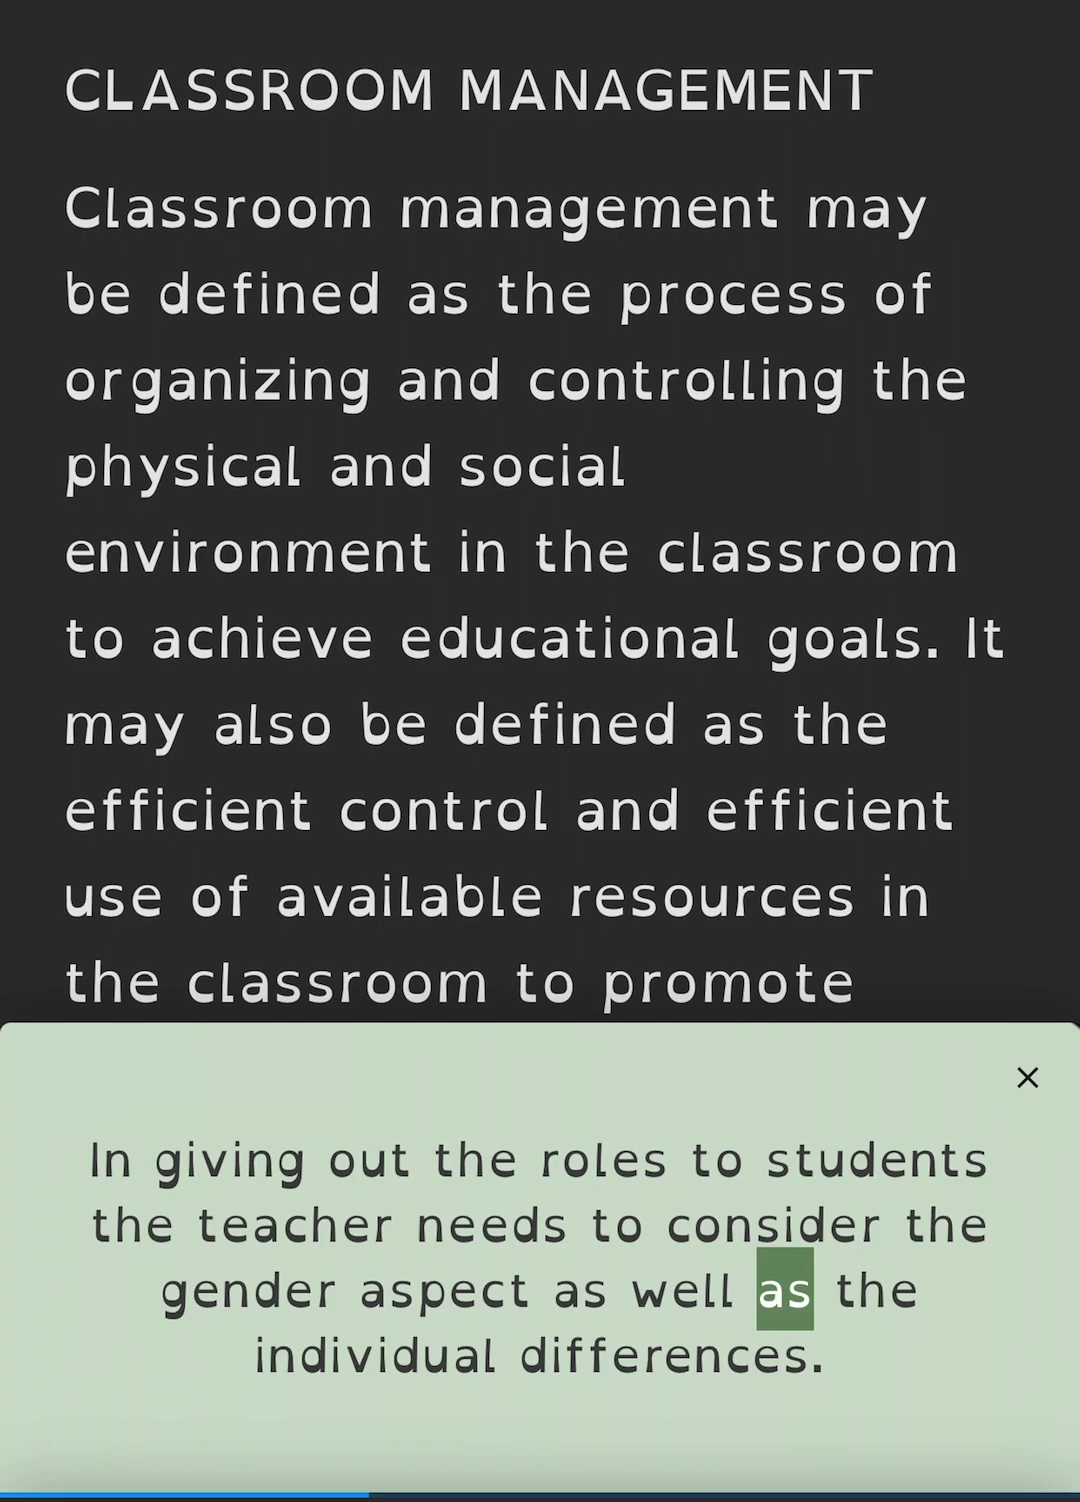 CLASSROOM MANAGEMENT
Classroom management may
be defined as the process of
organizing and controlling the
physical and social
environment in the classroom
to achieve educational goals. It
may also be defined as the
efficient control and efficient
use of available resources in
the classroom to promote
In giving out the roles to students
the teacher needs to consider the
gender aspect as well as the
individual differences.